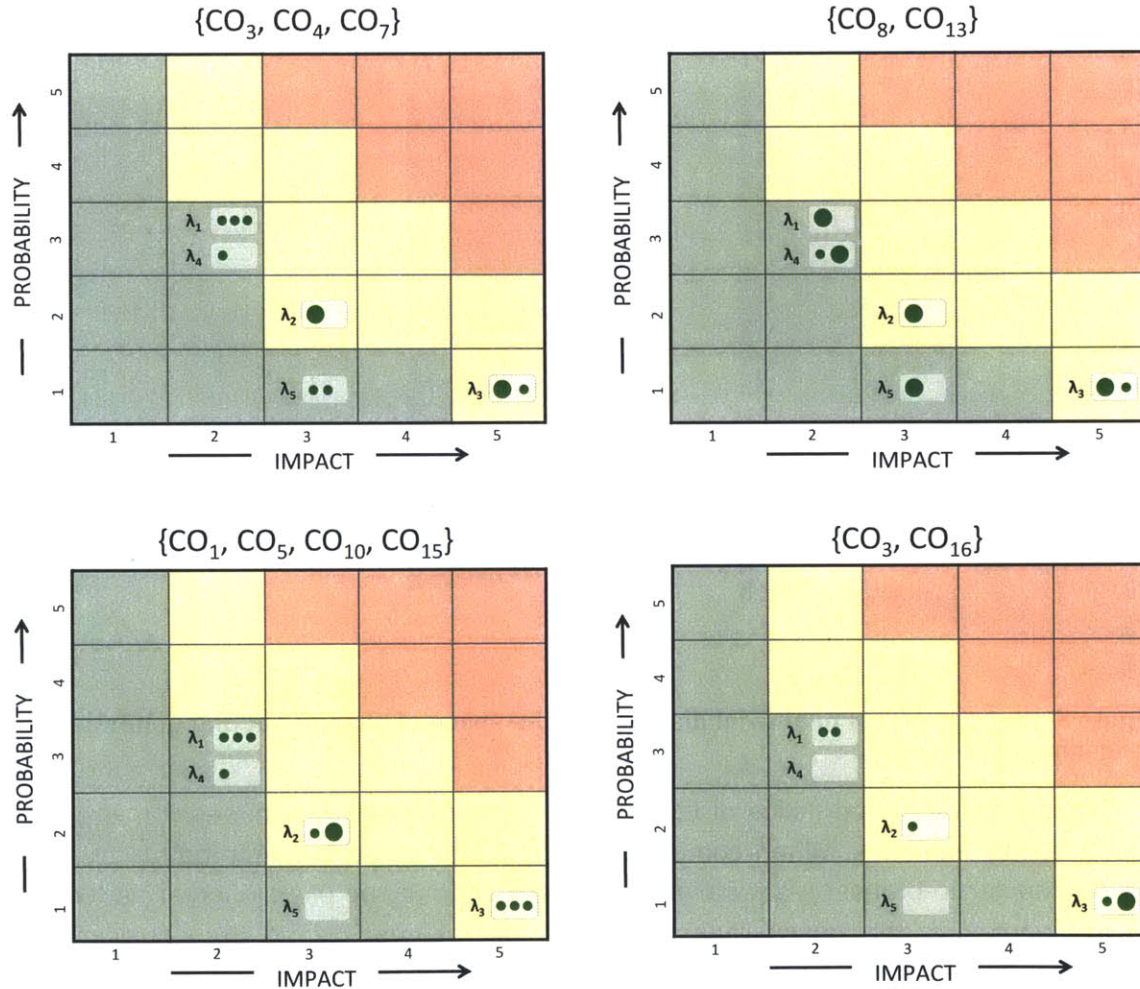 {CO₃, CO₄, CO₇}
PROBABILITY
5
4
3
2
1
λ₁
λ₄
λ₂
λ₅
λ₃
1 2 3 4 5
IMPACT
{CO₈, CO₁₃}
PROBABILITY
5
4
3
2
1
λ₁
λ₄
λ₂
λ₅
λ₃
1 2 3 4 5
IMPACT
{CO₁, CO₅, CO₁₀, CO₁₅}
PROBABILITY
5
4
3
2
1
λ₁
λ₄
λ₂
λ₅
λ₃
1 2 3 4 5
IMPACT
{CO₃, CO₁₆}
PROBABILITY
5
4
3
2
1
λ₁
λ₄
λ₂
λ₅
λ₃
1 2 3 4 5
IMPACT